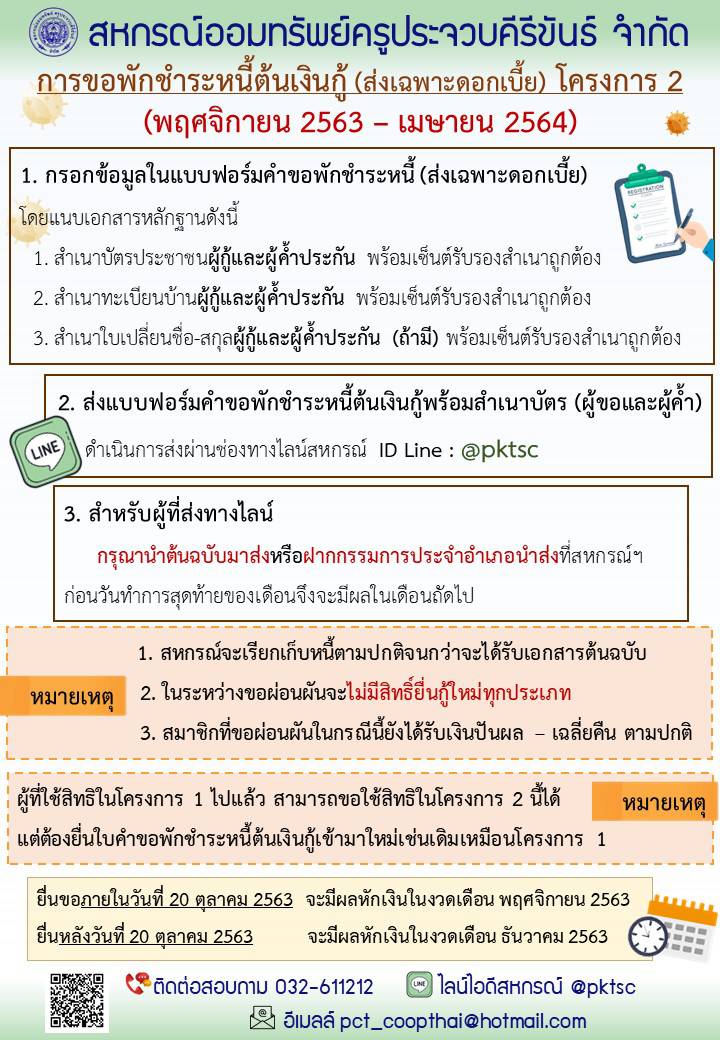 สหกรณ์ออมทรัพย์ครูประจวบคีรีขันธ์ จำกัด
การขอพักชำระหนี้ต้นเงินกู้ (ส่งเฉพาะดอกเบี้ย) โครงการ 2
(พฤศจิกายน 2563 – เมษายน 2564)
1. กรอกข้อมูลในแบบฟอร์มคำขอพักชำระหนี้ (ส่งเฉพาะดอกเบี้ย)
REGISTRATION
โดยแนบเอกสารหลักฐานดังนี้
1. สำเนาบัตรประชาชนผู้กู้และผู้ค้ำประกัน พร้อมเซ็นต์รับรองสำเนาถูกต้อง
2. สำเนาทะเบียนบ้านผู้กู้และผู้ค้ำประกัน พร้อมเซ็นต์รับรองสำเนาถูกต้อง
3. สำเนาใบเปลี่ยนชื่อ-สกุลผู้กู้และผู้ค้ำประกัน (ถ้ามี) พร้อมเซ็นต์รับรองสำเนาถูกต้อง
2. ส่งแบบฟอร์มคำขอพักชำระหนี้ต้นเงินกู้พร้อมสำเนาบัตร (ผู้ขอและผู้ค้ำ)
LINE
ดำเนินการส่งผ่านช่องทางไลน์สหกรณ์ ID Line : @pktsc
3. สำหรับผู้ที่ส่งทางไลน์
กรุณานำต้นฉบับมาส่งหรือฝากกรรมการประจำอำเภอนำส่งที่สหกรณ์ฯ
ก่อนวันทำการสุดท้ายของเดือนจึงจะมีผลในเดือนถัดไป
หมายเหตุ
1. สหกรณ์จะเรียกเก็บหนี้ตามปกติจนกว่าจะได้รับเอกสารต้นฉบับ
2. ในระหว่างขอผ่อนผันจะไม่มีสิทธิ์ยื่นกู้ใหม่ทุกประเภท
3. สมาชิกที่ขอผ่อนผันในกรณีนี้ยังได้รับเงินปันผล – เฉลี่ยคืน ตามปกติ
ผู้ที่ใช้สิทธิในโครงการ 1 ไปแล้ว สามารถขอใช้สิทธิในโครงการ 2 นี้ได้
หมายเหตุ
แต่ต้องยื่นใบคำขอพักชำระหนี้ต้นเงินกู้เข้ามาใหม่เช่นเดิมเหมือนโครงการ 1
ยื่นขอภายในวันที่ 20 ตุลาคม 2563 จะมีผลหักเงินในงวดเดือน พฤศจิกายน 2563
ยื่นหลังวันที่ 20 ตุลาคม 2563 จะมีผลหักเงินในงวดเดือน ธันวาคม 2563
ติดต่อสอบถาม 032-611212 LINE ไลน์ไอดีสหกรณ์ @pktsc
อีเมลล์ pct_coopthai@hotmail.com